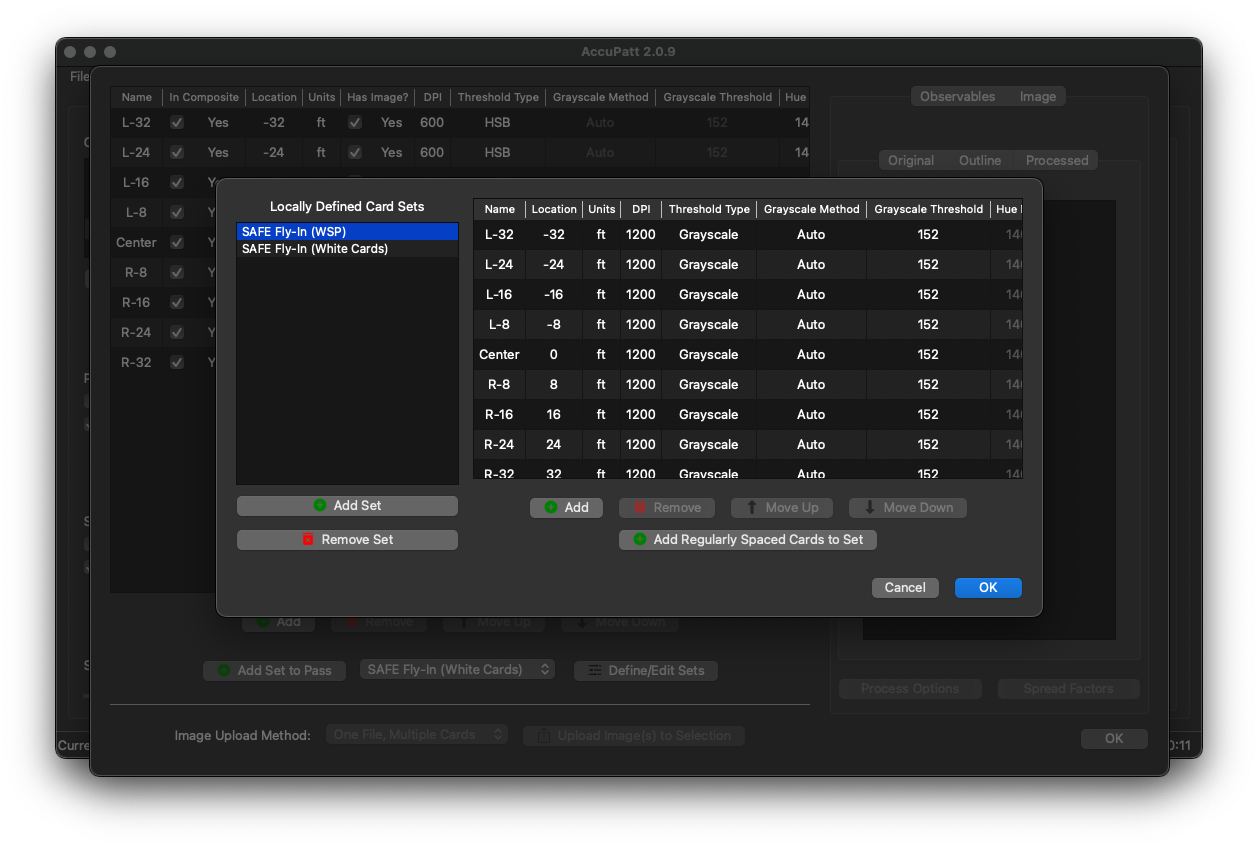 AccuPatt 2.0.9
File
Name In Composite Location Units Has Image? DPI Threshold Type Grayscale Method Grayscale Threshold Hue
L-32 Yes -32 ft Yes 600 HSB Auto 152 14
L-24 Yes -24 ft Yes 600 HSB Auto 152 14
L-16
L-8
Center
R-8
R-16
R-24
R-32
Observables Image
Original Outline Processed
Locally Defined Card Sets
SAFE Fly-In (WSP)
SAFE Fly-In (White Cards)
Name Location Units DPI Threshold Type Grayscale Method Grayscale Threshold Hue
L-32 -32 ft 1200 Grayscale Auto 152 140
L-24 -24 ft 1200 Grayscale Auto 152 140
L-16 -16 ft 1200 Grayscale Auto 152 140
L-8 -8 ft 1200 Grayscale Auto 152 140
Center 0 ft 1200 Grayscale Auto 152 140
R-8 8 ft 1200 Grayscale Auto 152 140
R-16 16 ft 1200 Grayscale Auto 152 140
R-24 24 ft 1200 Grayscale Auto 152 140
R-32 32 ft 1200 Grayscale Auto 152 140
Add Set
Remove Set
Add Remove Move Up Move Down
Add Regularly Spaced Cards to Set
Cancel OK
Add Remove Move Up Move Down
Add Set to Pass SAFE Fly-In (White Cards) Define/Edit Sets
Process Options Spread Factors
Image Upload Method: One File, Multiple Cards Upload Image(s) to Selection
OK
Curre 0:11